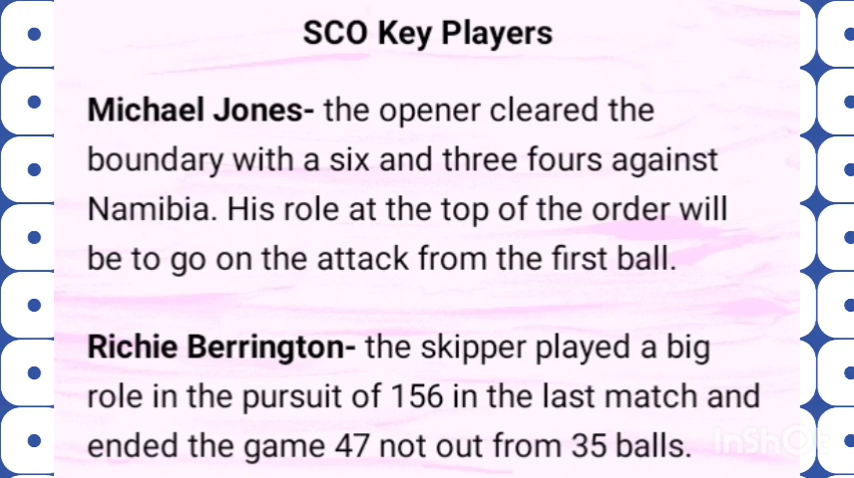 SCO Key Players
Michael Jones- the opener cleared the
boundary with a six and three fours against
Namibia. His role at the top of the order will
be to go on the attack from the first ball.
Richie Berrington- the skipper played a big
role in the pursuit of 156 in the last match and
ended the game 47 not out from 35 balls.
InShOt